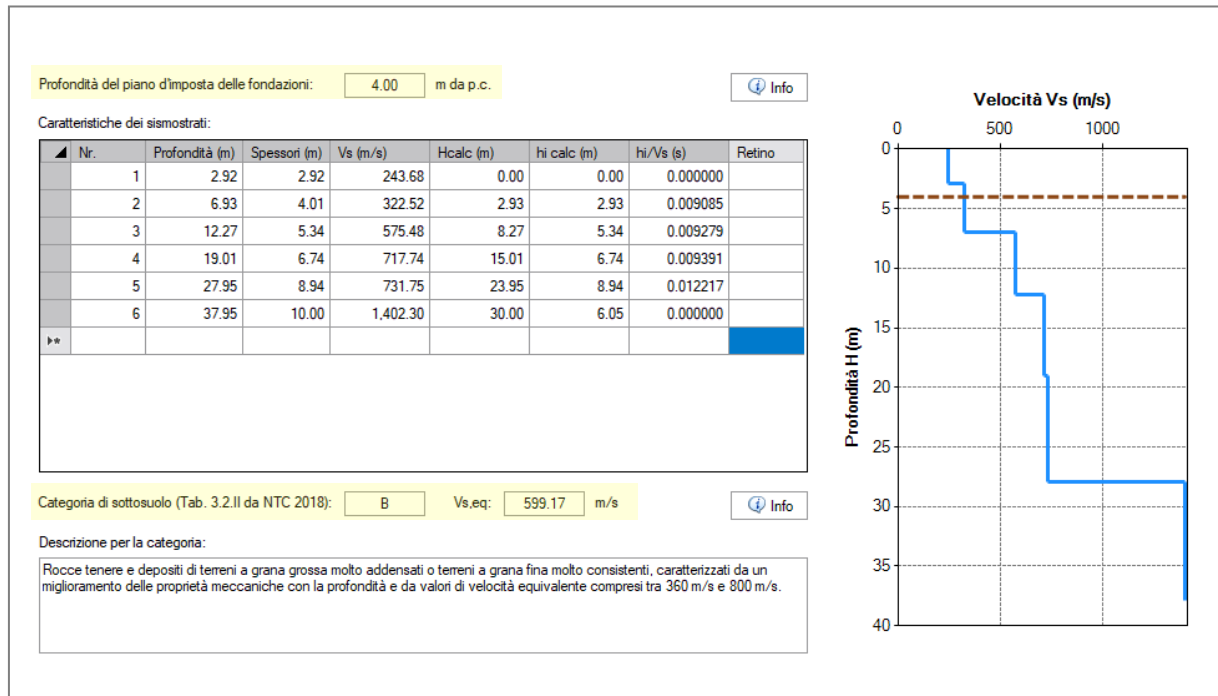 Profondità del piano d'imposta delle fondazioni: 4.00 m da p.c. Info
Caratteristiche dei sismostrati:
Nr. Profondità (m) Spessori (m) Vs (m/s) Hcalc (m) hi calc (m) hi/Vs (s) Retino
1 2.92 2.92 243.68 0.00 0.00 0.000000
2 6.93 4.01 322.52 2.93 2.93 0.009085
3 12.27 5.34 575.48 8.27 5.34 0.009279
4 19.01 6.74 717.74 15.01 6.74 0.009391
5 27.95 8.94 731.75 23.95 8.94 0.012217
6 37.95 10.00 1,402.30 30.00 6.05 0.000000
Categoria di sottosuolo (Tab. 3.2.II da NTC 2018): B Vs,eq: 599.17 m/s Info
Descrizione per la categoria:
Rocce tenere e depositi di terreni a grana grossa molto addensati o terreni a grana fina molto consistenti, caratterizzati da un
miglioramento delle proprietà meccaniche con la profondità e da valori di velocità equivalente compresi tra 360 m/s e 800 m/s.
Velocità Vs (m/s)
0 500 1000
0
5
10
15
20
25
30
35
40
Profondità H (m)